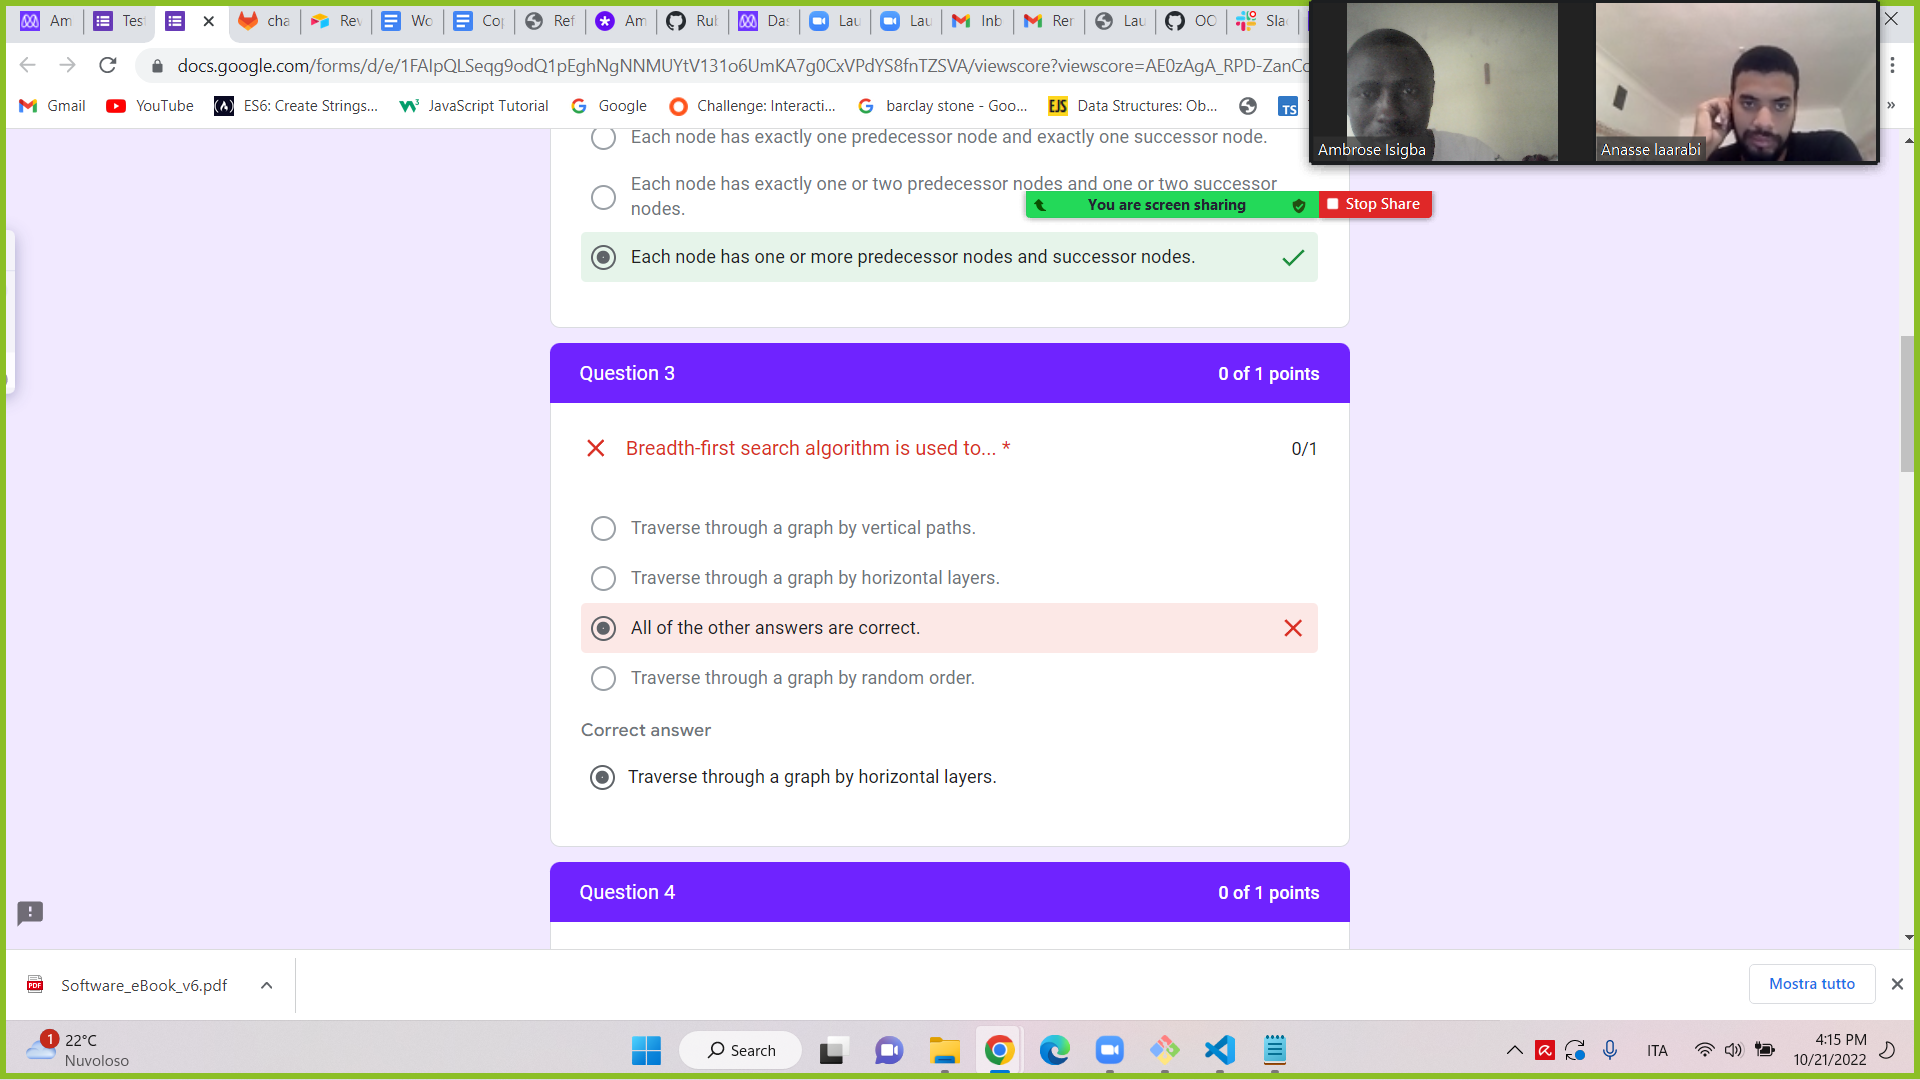 Am
Tes
cha
Rev
Wo
Co
Ref
Am
Rub
Das
Lau
Lau
Inb
Rer
Lau
OC
Sla
docs.google.com/forms/d/e/1FAIpQLSeqg9odQ1pEghNgNNMUYtV131o6UmKA7g0CxVPdYS8fnTZSVA/viewscore?viewscore=AE0zAgA_RPD-ZanCc
Gmail
YouTube
ES6: Create Strings...
JavaScript Tutorial
Google
Challenge: Interacti...
barclay stone - Goo...
EJS
Data Structures: Ob...
TS
»
Ambrose Isigba
Anasse laarabi
You are screen sharing
Stop Share
Each node has exactly one predecessor node and exactly one successor node.
Each node has exactly one or two predecessor nodes and one or two successor
nodes.
Each node has one or more predecessor nodes and successor nodes.
Question 3
0 of 1 points
Breadth-first search algorithm is used to... *
0/1
Traverse through a graph by vertical paths.
Traverse through a graph by horizontal layers.
All of the other answers are correct.
Traverse through a graph by random order.
Correct answer
Traverse through a graph by horizontal layers.
Question 4
0 of 1 points
PDF
Software_eBook_v6.pdf
Mostra tutto
1
22°C
Nuvoloso
Search
ITA
4:15 PM
10/21/2022